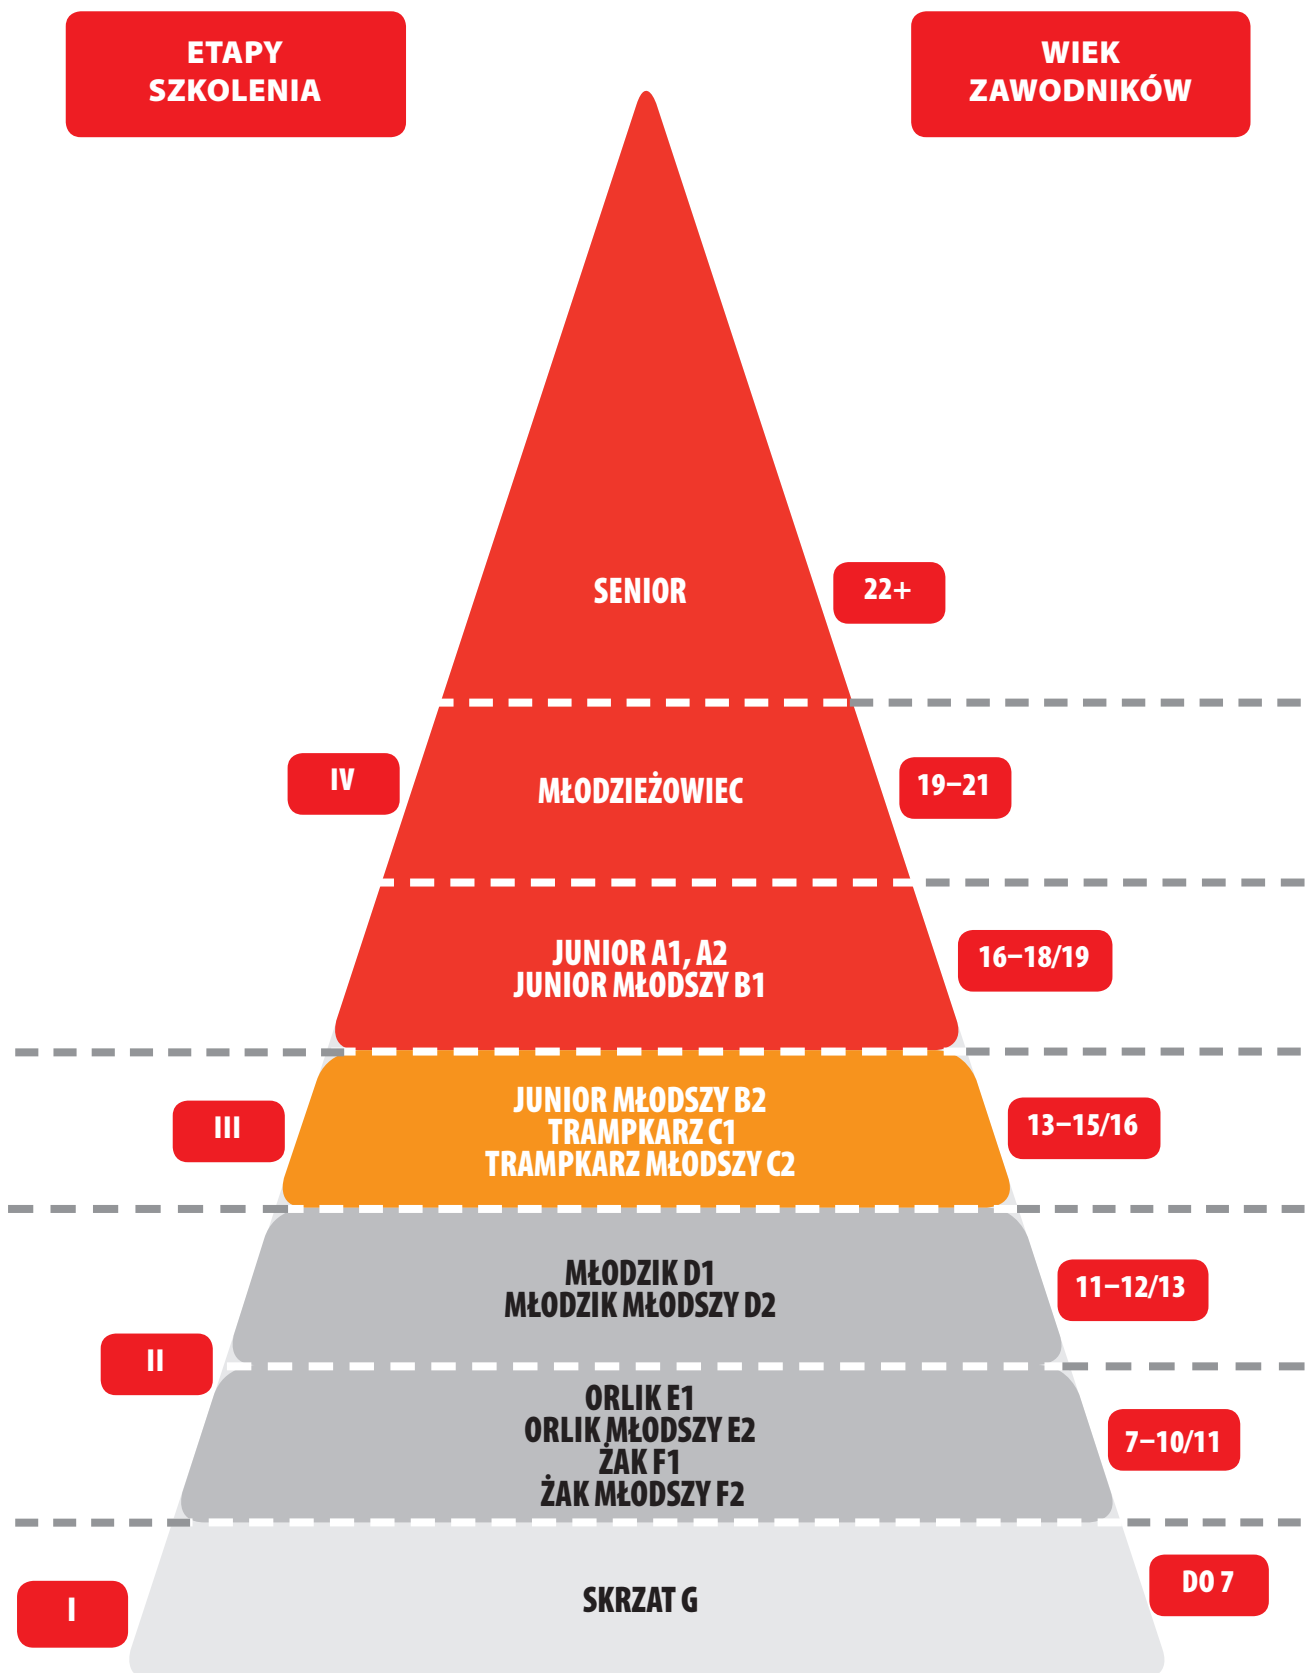 ETAPY
SZKOLENIA
WIEK
ZAWODNIKÓW
SENIOR
22+
IV
MŁODZIEŻOWIEC
19–21
JUNIOR A1, A2
JUNIOR MŁODSZY B1
16–18/19
III
JUNIOR MŁODSZY B2
TRAMPKARZ C1
TRAMPKARZ MŁODSZY C2
13–15/16
MŁODZIK D1
MŁODZIK MŁODSZY D2
11–12/13
II
ORLIK E1
ORLIK MŁODSZY E2
ŻAK F1
ŻAK MŁODSZY F2
7–10/11
I
SKRZAT G
DO 7